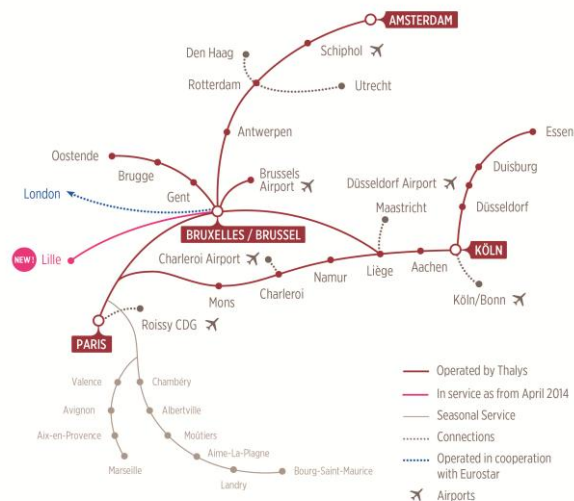 AMSTERDAM
Schiphol
Den Haag
Rotterdam
Utrecht
Antwerpen
Essen
Oostende
Brugge
Gent
Brussels
Airport
Düsseldorf Airport
Duisburg
London
Maastricht
Düsseldorf
BRUXELLES / BRUSSEL
NEW!
Lille
Charleroi Airport
KÖLN
Liège
Aachen
Namur
Charleroi
Mons
Köln/Bonn
Roissy CDG
PARIS
Valence
Chambéry
Avignon
Albertville
Aix-en-Provence
Moûtiers
Marseille
Aime-La-Plagne
Landry
Bourg-Saint-Maurice
Operated by Thalys
In service as from April 2014
Seasonal Service
Connections
Operated in cooperation
with Eurostar
Airports